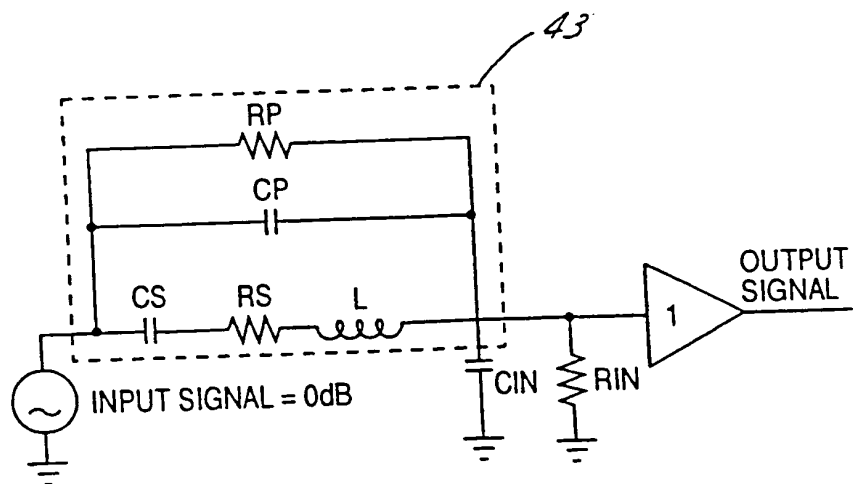 43
RP
CP
CS
RS
L
OUTPUT
SIGNAL
1
CIN
RIN
INPUT SIGNAL = 0dB